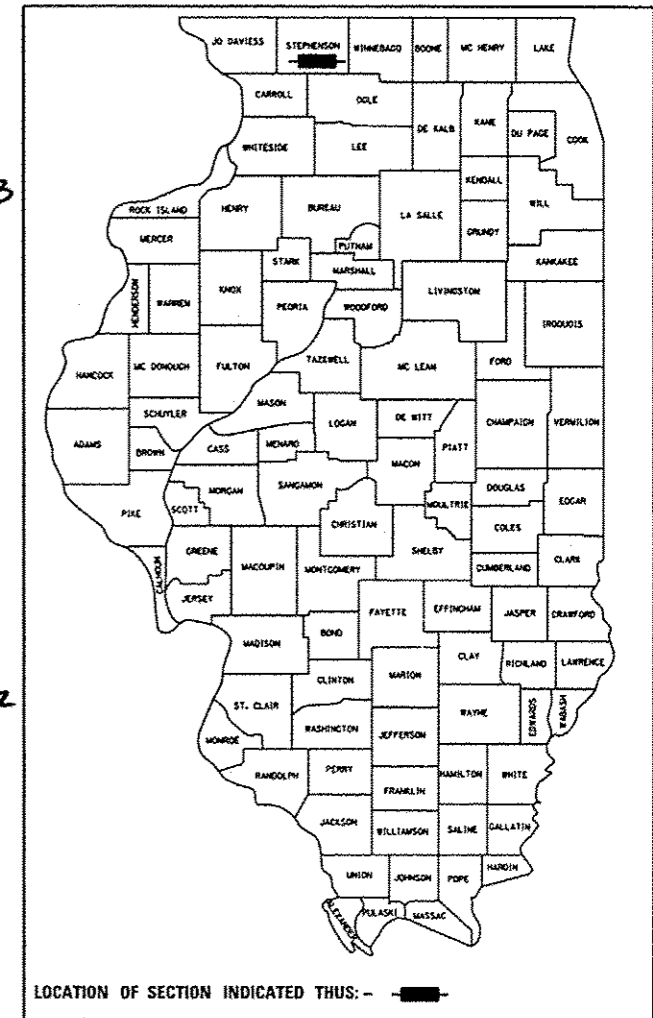 JO DAVIESS STEPHENSON WINNEBAGO BOONE MC HENRY LAKE
CARROLL OGLE DE KALB KANE DU PAGE COOK
WHITESIDE LEE KENDALL WILL
3
ROCK ISLAND HENRY BUREAU LA SALLE GRUNDY
MERCER PUTNAM KANKAKEE
STARK MARSHALL
HENDERSON WARREN KNOX PEORIA WOODFORD LIVINGSTON IROQUOIS
HANCOCK MC DONOUGH FULTON TAZEWELL MC LEAN FORD
SCHUYLER MASON LOGAN DE WITT CHAMPAIGN VERMILION
ADAMS BROWN CASS MENARD MACON PIATT
PIKE SCOTT MORGAN SANGAMON CHRISTIAN MOULTRIE DOUGLAS EDGAR
COLES
CALHOUN GREENE MACOUPIN MONTGOMERY SHELBY CUMBERLAND CLARK
JERSEY FAYETTE EFFINGHAM JASPER CRAWFORD
MADISON BOND
CLINTON MARION CLAY RICHLAND LAWRENCE
2
ST. CLAIR WAYNE EDWARDS WABASH
MONROE WASHINGTON JEFFERSON
RANDOLPH PERRY FRANKLIN HAMILTON WHITE
JACKSON WILLIAMSON SALINE GALLATIN
UNION JOHNSON POPE HARDIN
ALEXANDER PULASKI MASSAC
LOCATION OF SECTION INDICATED THUS: -